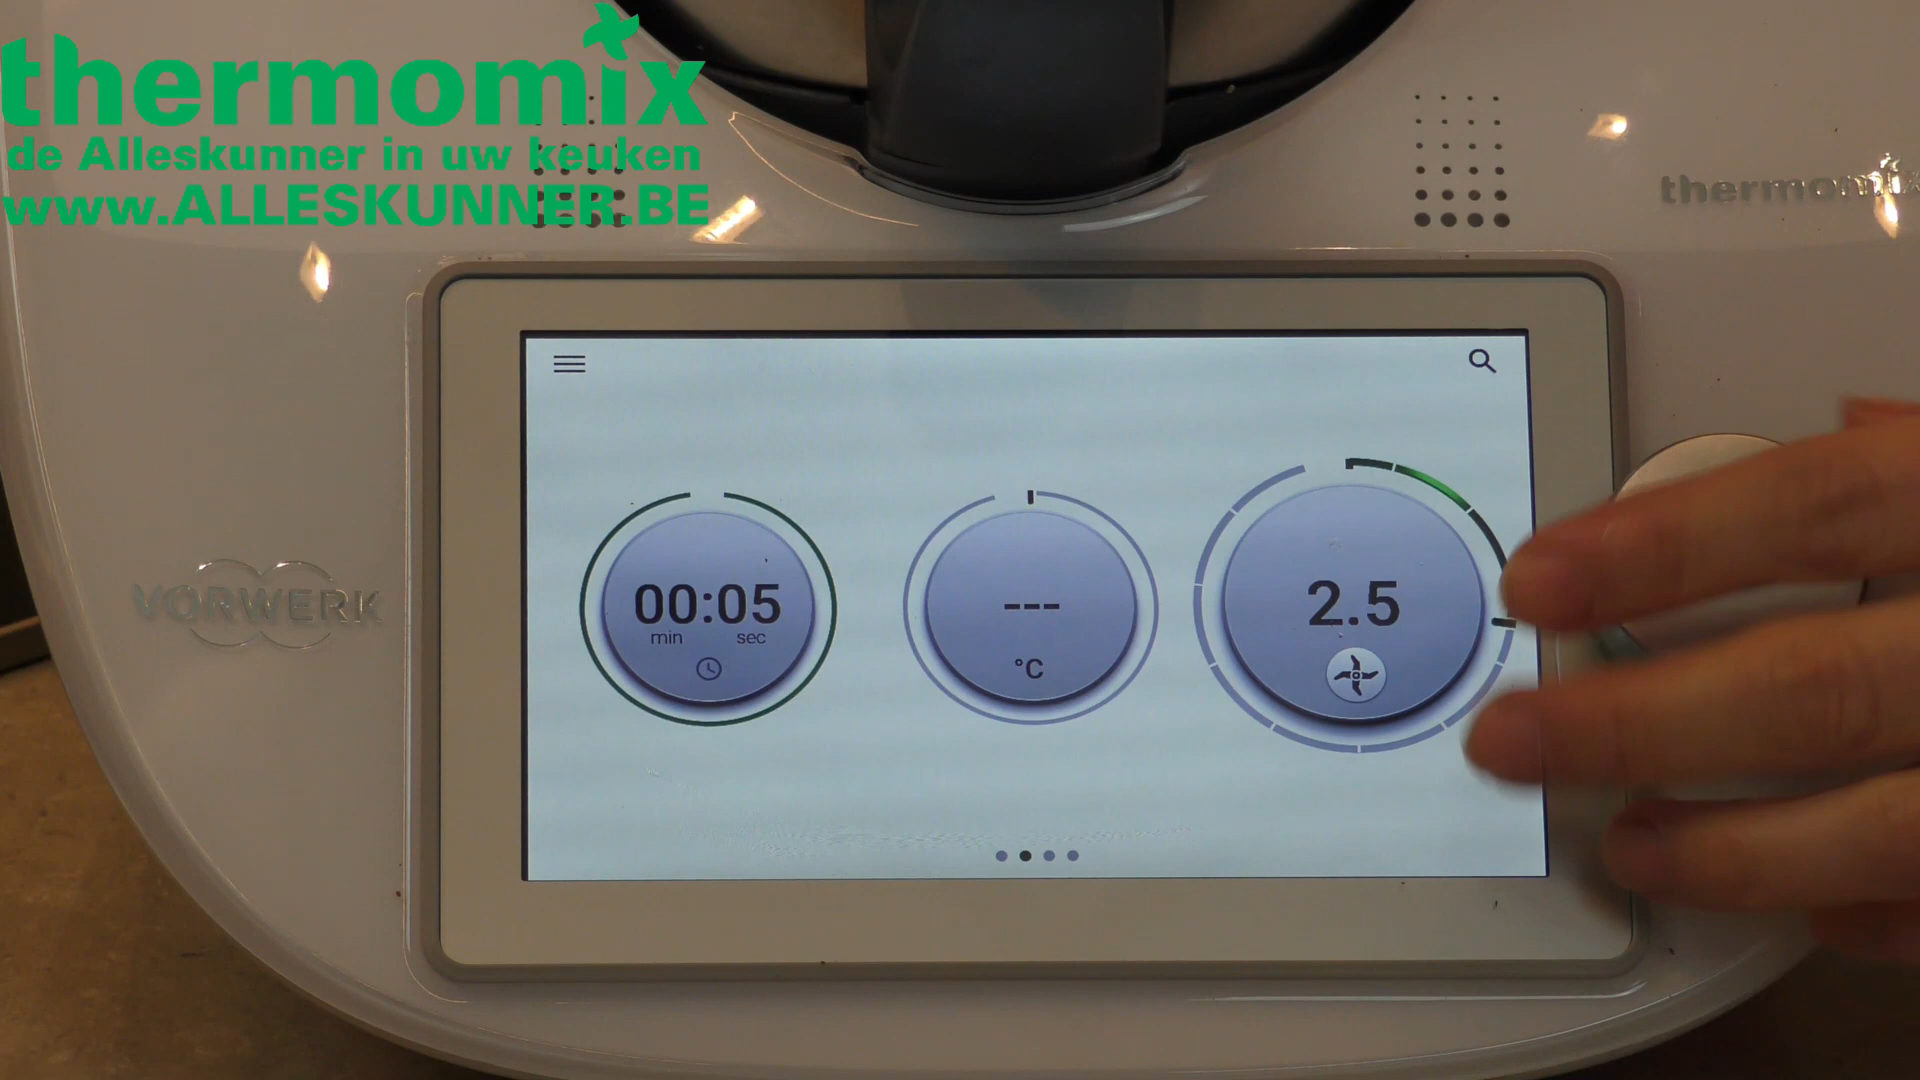 thermomix
de Alleskunner in uw keuken
www.ALLESKUNNER.BE
thermomix
VORWERK
00:05
min sec
---
°C
2.5